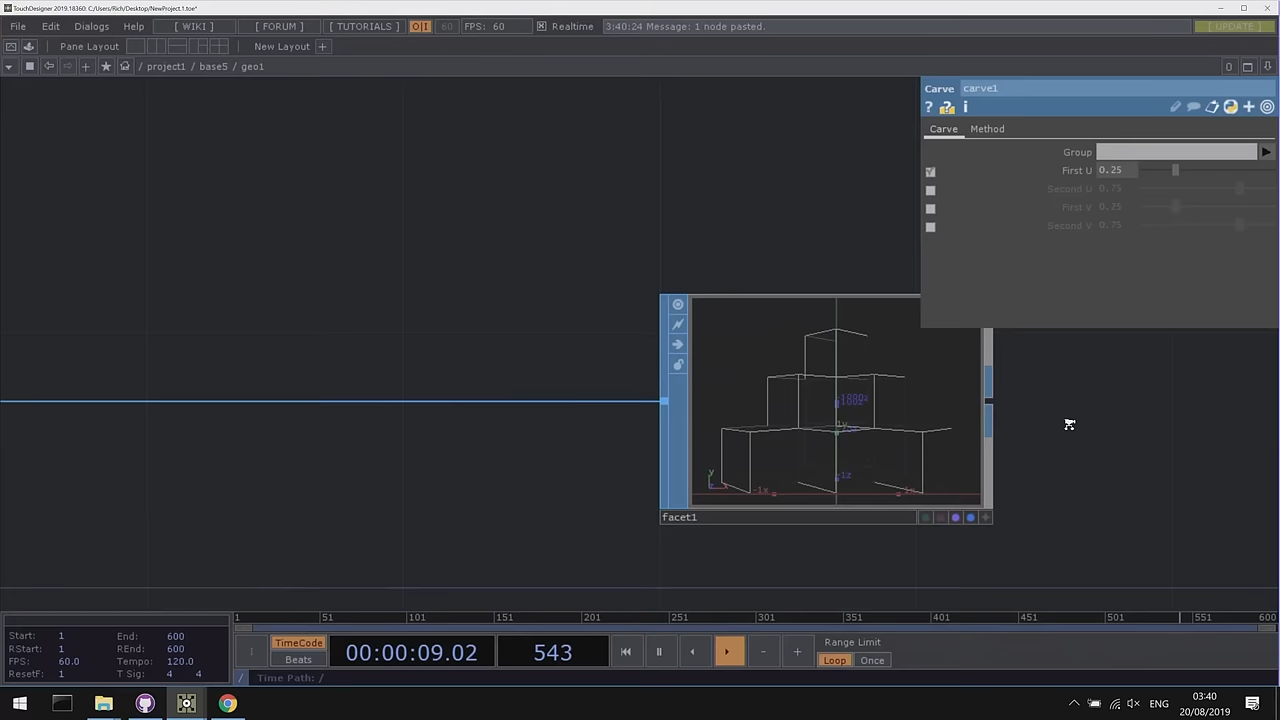 TouchDesigner 2019.18360: C:/Users/Rich/Desktop/NewProject.1.toe*
File Edit Dialogs Help [ WIKI ] [ FORUM ] [ TUTORIALS ] O|I 60 FPS: 60 Realtime 3:40:24 Message: 1 node pasted. [ UPDATE ]
Pane Layout New Layout +
/ project1 / base5 / geo1 0
Carve carve1
? ? i
Carve Method
Group
First U 0.25
Second U 0.75
First V 0.25
Second V 0.75
y
-1x
1y
-1z
1x
facet1
1 51 101 151 201 251 301 351 401 451 501 551 600
Start: 1 End: 600
RStart: 1 REnd: 600
FPS: 60.0 Tempo: 120.0
ResetF: 1 T Sig: 4 4
TimeCode
Beats
00:00:09.02 543
Range Limit
Loop Once
/ Time Path: /
ENG
03:40
20/08/2019